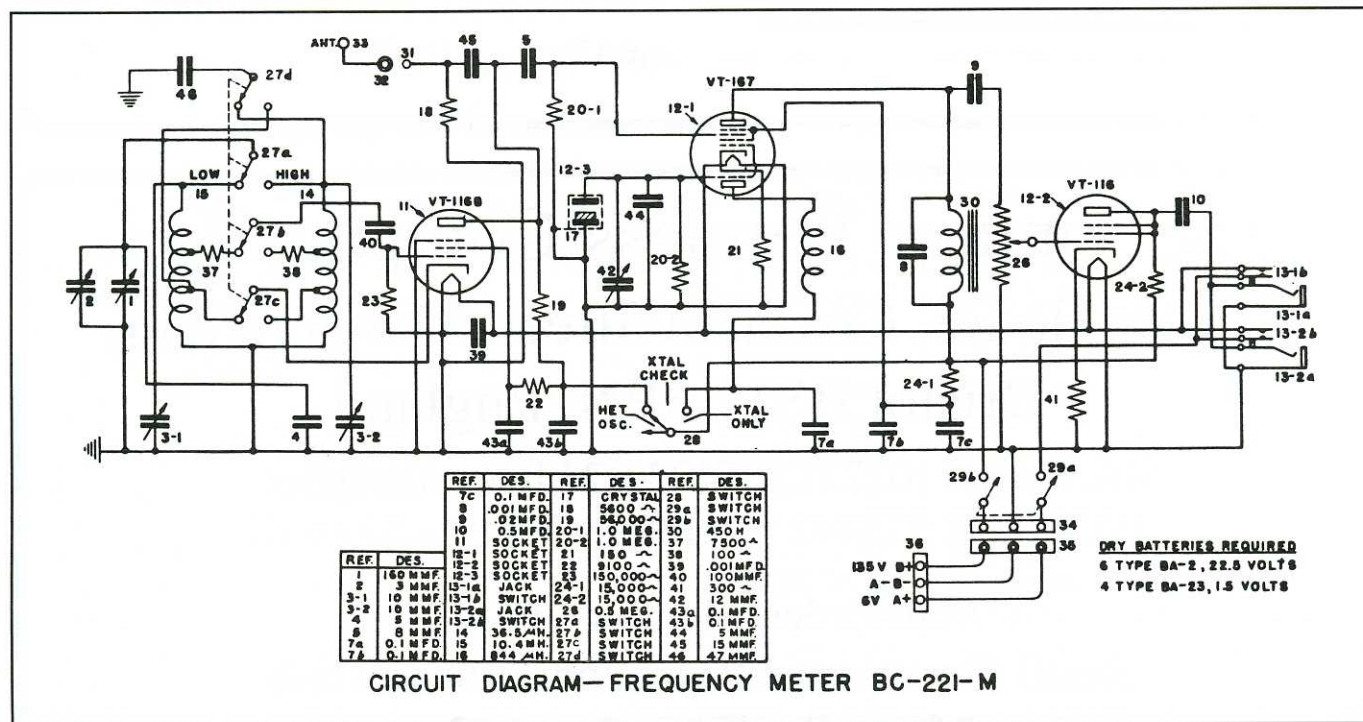 ANT. 33
32
31
45
5
9
46
27d
18
20-1
VT-167
12-1
27a
LOW
HIGH
15
14
12-3
VT-116B
11
VT-116
12-2
10
27b
40
17
44
21
16
30
8
26
37
38
42
20-2
24-2
13-1b
13-1a
13-2b
13-2a
2
1
27c
23
19
39
XTAL
CHECK
22
24-1
41
HET
OSC.
XTAL
ONLY
3-1
4
3-2
43a
43b
28
7a
7b
7c
29b
29a
34
35
36
135V B+
A-B-
6V A+
DRY BATTERIES REQUIRED
6 TYPE BA-2, 22.5 VOLTS
4 TYPE BA-23, 1.5 VOLTS
REF. DES. REF. DES. REF. DES.
7c 0.1 MFD. 17 CRYSTAL 28 SWITCH
8 .001MFD. 18 5600 ~ 29a SWITCH
9 .02MFD. 19 56,000~ 29b SWITCH
10 0.5MFD. 20-1 1.0 MEG. 30 450 H
11 SOCKET 20-2 1.0 MEG. 37 7500~
12-1 SOCKET 21 150 ~ 38 100~
REF. DES. 12-2 SOCKET 22 9100 ~ 39 .001MFD
1 160 MMF. 12-3 SOCKET 23 150,000~ 40 100MMF.
2 3 MMF. 13-1a JACK 24-1 15,000~ 41 300 ~
3-1 10 MMF. 13-1b SWITCH 24-2 15,000~ 42 12 MMF.
3-2 10 MMF. 13-2a JACK 26 0.5 MEG. 43a 0.1 MFD.
4 5 MMF. 13-2b SWITCH 27a SWITCH 43b 0.1 MFD.
5 8 MMF. 14 36.5 µH. 27b SWITCH 44 5 MMF.
7a 0.1 MFD. 15 10.4 MH. 27c SWITCH 45 15 MMF.
7b 0.1 MFD. 16 844 µH. 27d SWITCH 46 47 MMF.
CIRCUIT DIAGRAM—FREQUENCY METER BC-221-M